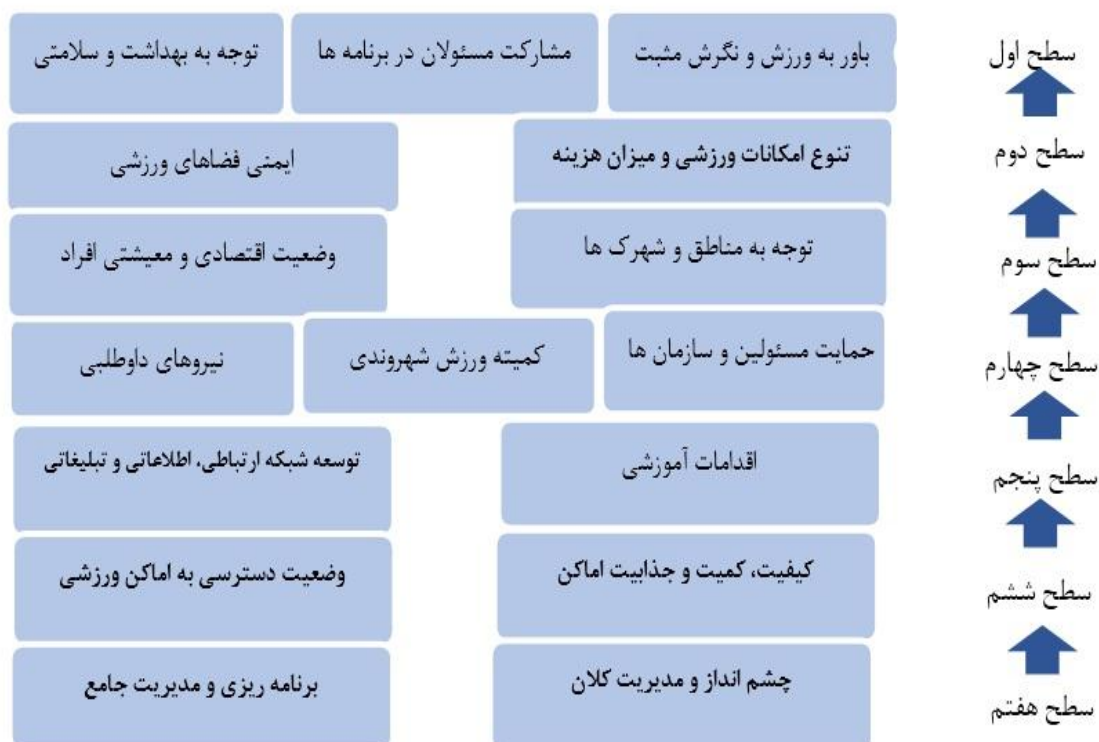 سطح اول
باور به ورزش و نگرش مثبت
مشارکت مسئولان در برنامه ها
توجه به بهداشت و سلامتی
سطح دوم
تنوع امکانات ورزشی و میزان هزینه
ایمنی فضاهای ورزشی
سطح سوم
توجه به مناطق و شهرک ها
وضعیت اقتصادی و معیشتی افراد
سطح چهارم
حمایت مسئولین و سازمان ها
کمیته ورزش شهروندی
نیروهای داوطلبی
سطح پنجم
اقدامات آموزشی
توسعه شبکه ارتباطی، اطلاعاتی و تبلیغاتی
سطح ششم
کیفیت، کمیت و جذابیت اماکن
وضعیت دسترسی به اماکن ورزشی
سطح هفتم
چشم انداز و مدیریت کلان
برنامه ریزی و مدیریت جامع